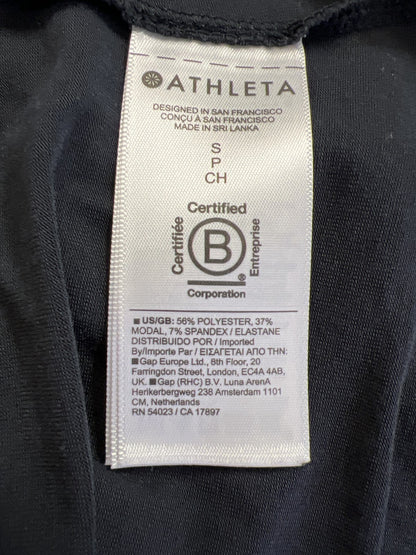 ATHLETA
DESIGNED IN SAN FRANCISCO
CONÇU À SAN FRANCISCO
MADE IN SRI LANKA
S
P
CH
Certified
Certifiée
B
Entreprise
®
Corporation
■ US/GB: 56% POLYESTER, 37%
MODAL, 7% SPANDEX / ELASTANE
DISTRIBUIDO POR / Imported
By/Importe Par / ΕΙΣΑΓΕΤΑΙ ΑΠΟ ΤΗΝ:
■Gap Europe Ltd., 8th Floor, 20
Farringdon Street, London, EC4A 4AB,
UK. ■Gap (RHC) B.V. Luna ArenA
Herikerbergweg 238 Amsterdam 1101
CM, Netherlands
RN 54023 / CA 17897